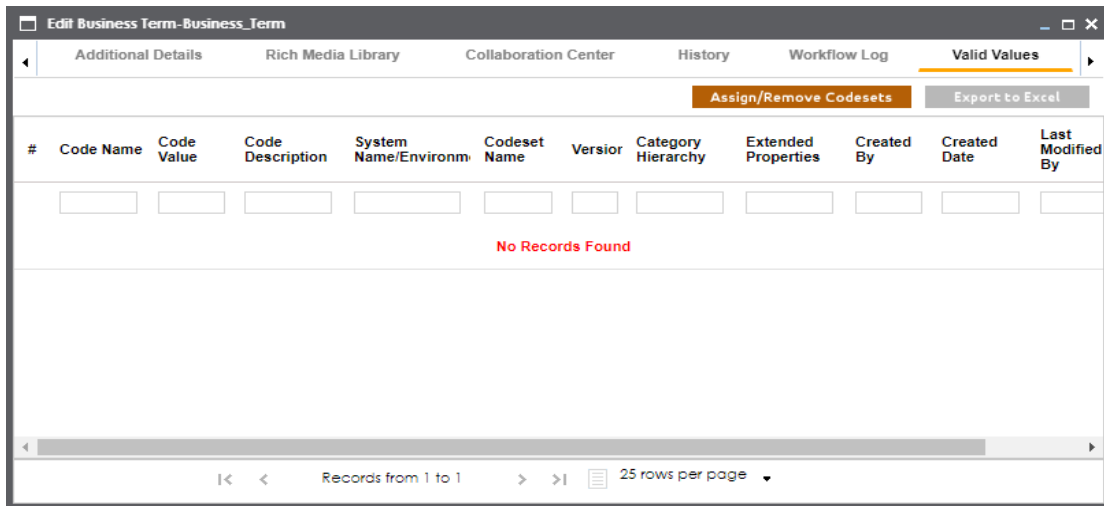 Edit Business Term-Business_Term
Additional Details Rich Media Library Collaboration Center History Workflow Log Valid Values
Assign/Remove Codesets Export to Excel
# Code Name Code Value Code Description System Name/Environm Codeset Name Versior Category Hierarchy Extended Properties Created By Created Date Last Modified By
No Records Found
Records from 1 to 1 25 rows per page